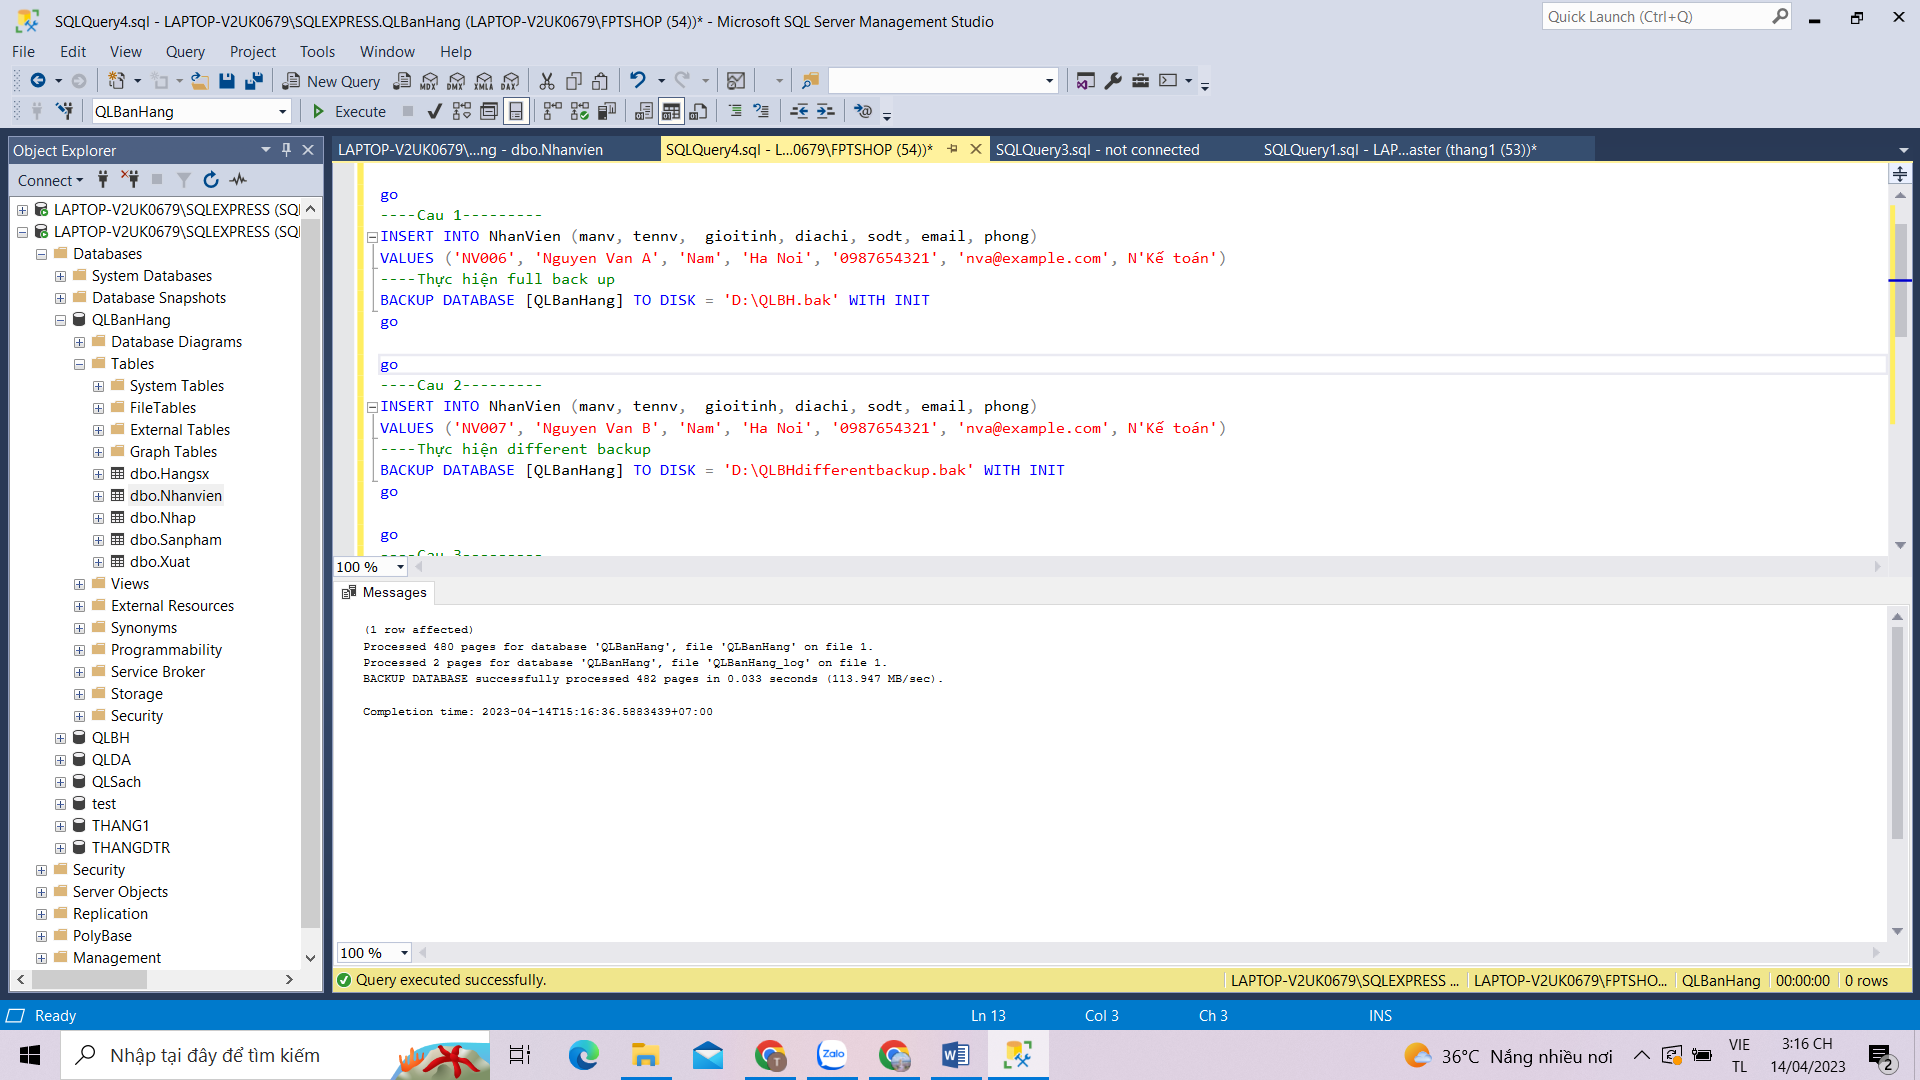 SQLQuery4.sql - LAPTOP-V2UK0679\SQLEXPRESS.QLBanHang (LAPTOP-V2UK0679\FPTSHOP (54))* - Microsoft SQL Server Management Studio
Quick Launch (Ctrl+Q)
File Edit View Query Project Tools Window Help
New Query MDX DMX XMLA DAX
QLBanHang Execute
Object Explorer
LAPTOP-V2UK0679\...ng - dbo.Nhanvien
SQLQuery4.sql - L...0679\FPTSHOP (54))*
SQLQuery3.sql - not connected
SQLQuery1.sql - LAP...aster (thang1 (53))*
Connect
LAPTOP-V2UK0679\SQLEXPRESS (SQ
LAPTOP-V2UK0679\SQLEXPRESS (SQ
Databases
System Databases
Database Snapshots
QLBanHang
Database Diagrams
Tables
System Tables
FileTables
External Tables
Graph Tables
dbo.Hangsx
dbo.Nhanvien
dbo.Nhap
dbo.Sanpham
dbo.Xuat
Views
External Resources
Synonyms
Programmability
Service Broker
Storage
Security
QLBH
QLDA
QLSach
test
THANG1
THANGDTR
Security
Server Objects
Replication
PolyBase
Management
go
----Cau 1---------
INSERT INTO NhanVien (manv, tennv,  gioitinh, diachi, sodt, email, phong)
VALUES ('NV006', 'Nguyen Van A', 'Nam', 'Ha Noi', '0987654321', 'nva@example.com', N'Kế toán')
----Thực hiện full back up
BACKUP DATABASE [QLBanHang] TO DISK = 'D:\QLBH.bak' WITH INIT
go
go
----Cau 2---------
INSERT INTO NhanVien (manv, tennv,  gioitinh, diachi, sodt, email, phong)
VALUES ('NV007', 'Nguyen Van B', 'Nam', 'Ha Noi', '0987654321', 'nva@example.com', N'Kế toán')
----Thực hiện different backup
BACKUP DATABASE [QLBanHang] TO DISK = 'D:\QLBHdifferentbackup.bak' WITH INIT
go
go
----Cau 3---------
100 %
Messages
(1 row affected)
Processed 480 pages for database 'QLBanHang', file 'QLBanHang' on file 1.
Processed 2 pages for database 'QLBanHang', file 'QLBanHang_log' on file 1.
BACKUP DATABASE successfully processed 482 pages in 0.033 seconds (113.947 MB/sec).
Completion time: 2023-04-14T15:16:36.5883439+07:00
100 %
Query executed successfully.
LAPTOP-V2UK0679\SQLEXPRESS ... LAPTOP-V2UK0679\FPTSHO... QLBanHang 00:00:00 0 rows
Ready Ln 13 Col 3 Ch 3 INS
Nhập tại đây để tìm kiếm
T
Zalo
36°C Nắng nhiều nơi
VIE
TL
3:16 CH
14/04/2023
2